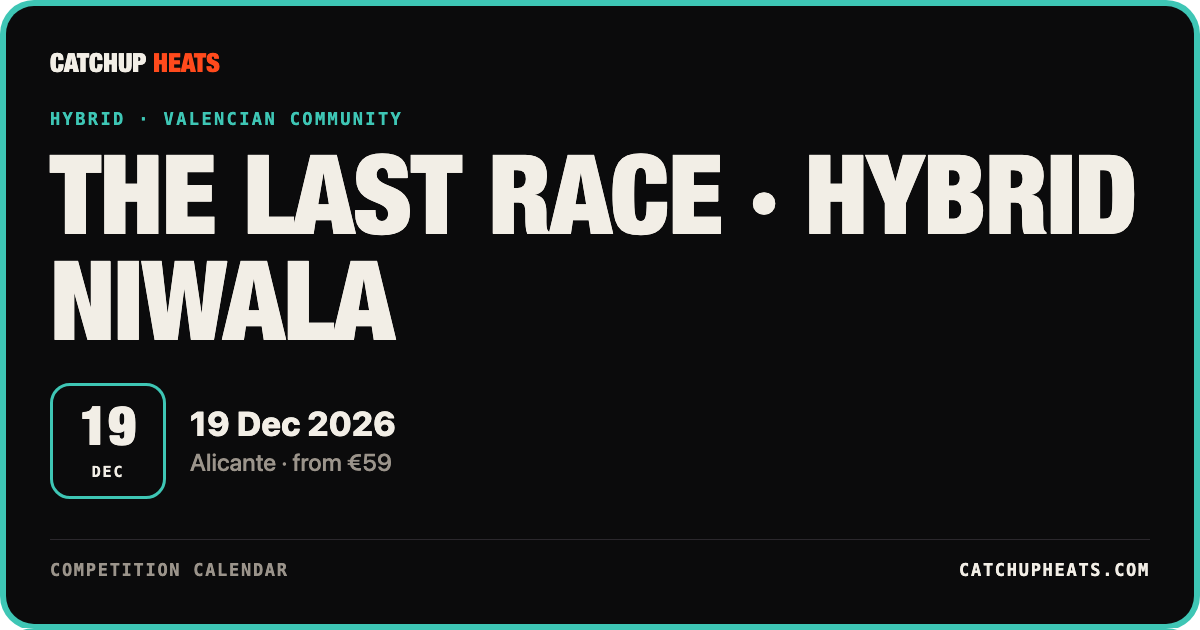 CATCHUP HEATS
HYBRID · VALENCIAN COMMUNITY
THE LAST RACE · HYBRID
NIWALA
19
DEC
19 Dec 2026
Alicante · from €59
COMPETITION CALENDAR
CATCHUPHEATS.COM